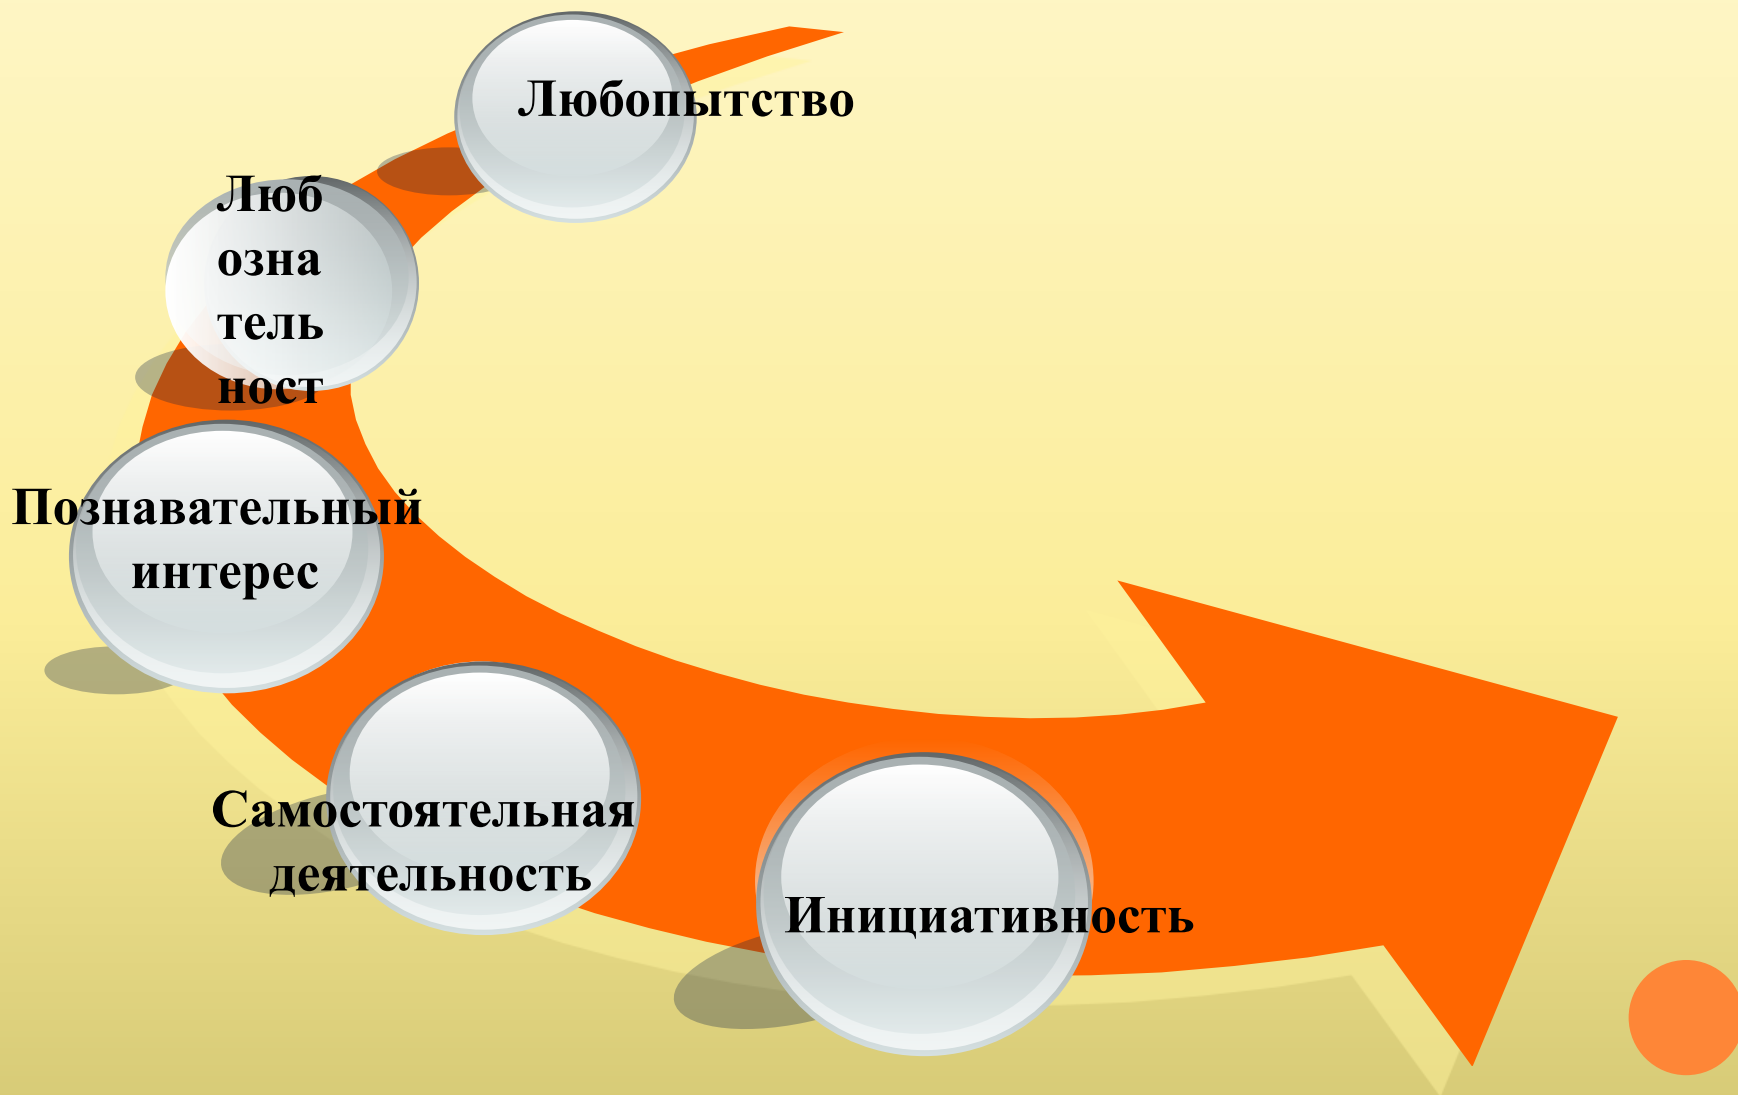 Любопытство
Люб
озна
тель
ност
Познавательный
интерес
Самостоятельная
деятельность
Инициативность